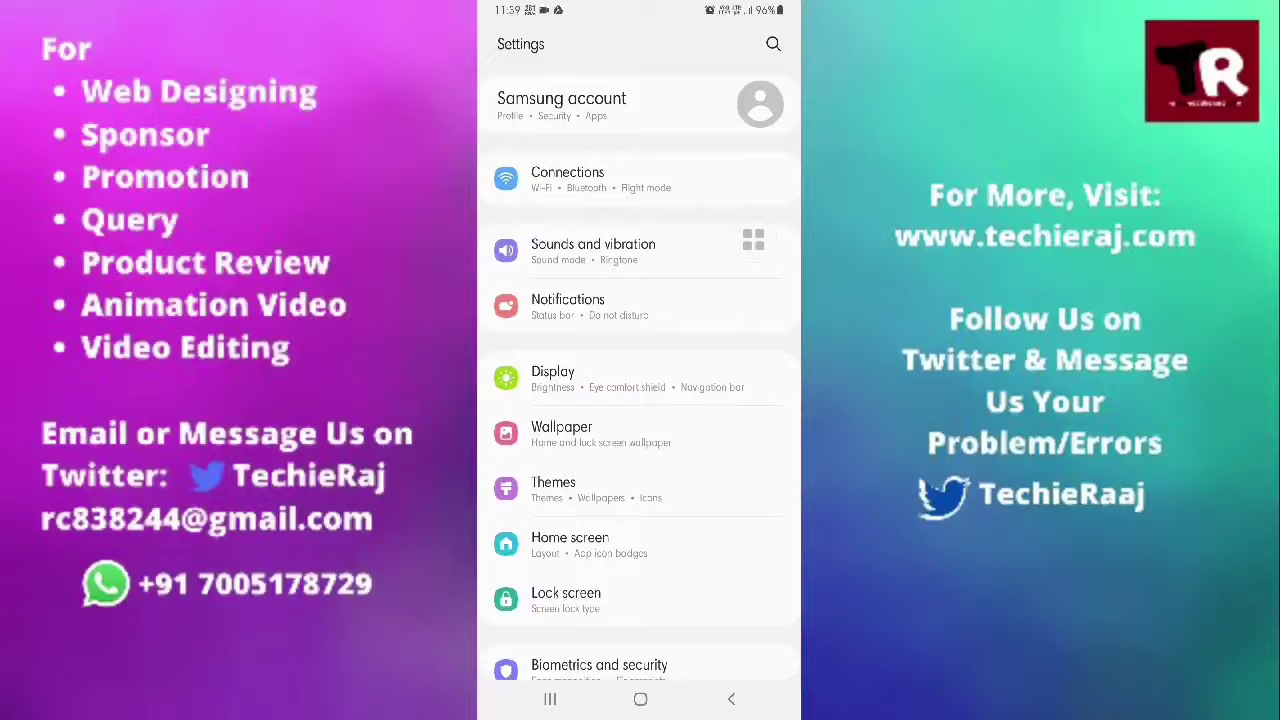 For
• Web Designing
• Sponsor
• Promotion
• Query
• Product Review
• Animation Video
• Video Editing
Email or Message Us on
Twitter: TechieRaj
rc838244@gmail.com
+91 7005178729
11:39
96%
Settings
Samsung account
Profile • Security • Apps
Connections
Wi-Fi • Bluetooth • Flight mode
Sounds and vibration
Sound mode • Ringtone
Notifications
Status bar • Do not disturb
Display
Brightness • Eye comfort shield • Navigation bar
Wallpaper
Home and lock screen wallpaper
Themes
Themes • Wallpapers • Icons
Home screen
Layout • App icon badges
Lock screen
Screen lock type
Biometrics and security
TR
For More, Visit:
www.techieraj.com
Follow Us on
Twitter & Message
Us Your
Problem/Errors
TechieRaaj